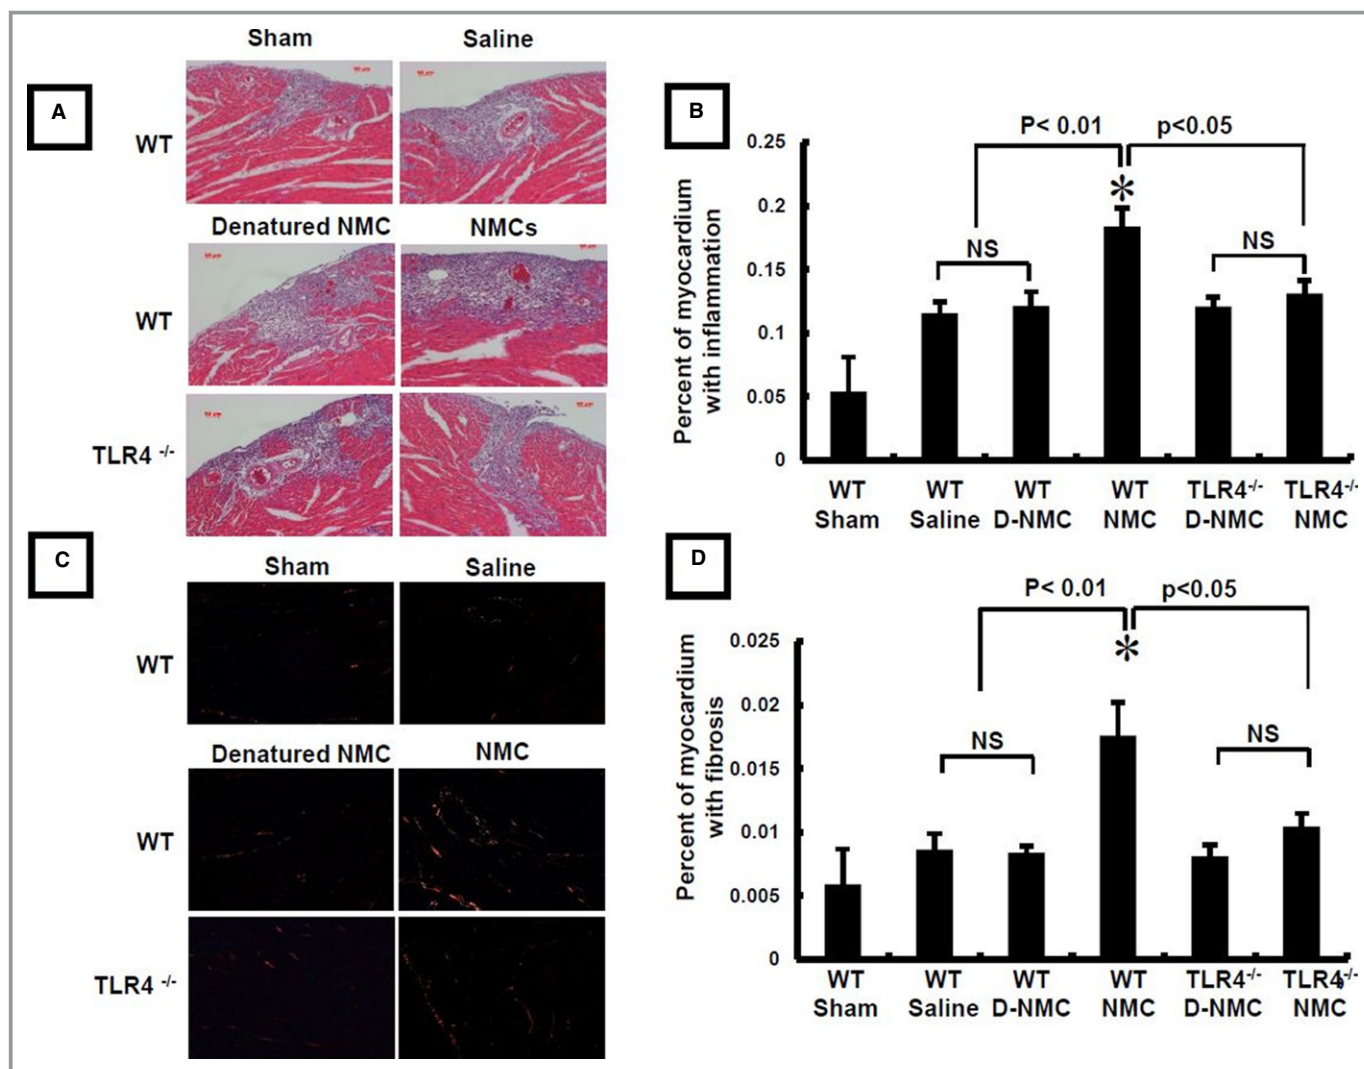 A
Sham Saline
WT
Denatured NMC NMCs
WT
TLR4 -/-
B
P< 0.01 p<0.05
0.25
0.2
0.15
0.1
0.05
0
Percent of myocardium
with inflammation
*
NS NS
WT WT WT WT TLR4-/- TLR4-/-
Sham Saline D-NMC NMC D-NMC NMC
C
Sham Saline
WT
Denatured NMC NMC
WT
TLR4 -/-
D
P< 0.01 p<0.05
0.025
0.02
0.015
0.01
0.005
0
Percent of myocardium
with fibrosis
*
NS NS
WT WT WT WT TLR4-/- TLR4-/-
Sham Saline D-NMC NMC D-NMC NMC